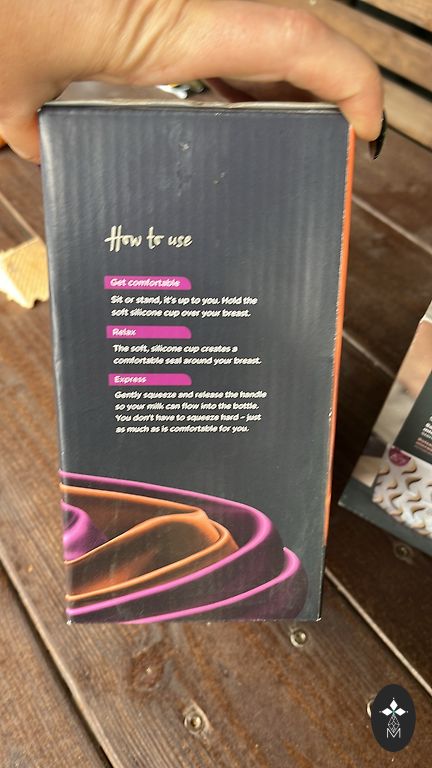 How to use
Get comfortable
Sit or stand, it's up to you. Hold the
soft silicone cup over your breast.
Relax
The soft, silicone cup creates a
comfortable seal around your breast.
Express
Gently squeeze and release the handle
so your milk can flow into the bottle.
You don't have to squeeze hard – just
as much as is comfortable for you.
M